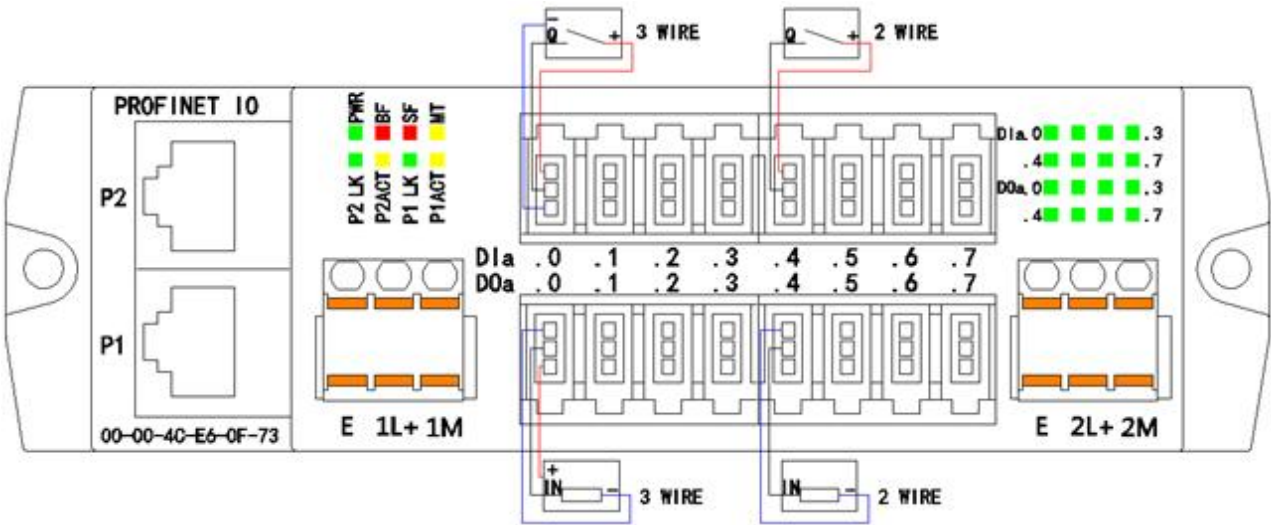 - Q + 3 WIRE
Q + 2 WIRE
PROFINET IO
PWR BF SF MT
P2 LK P2ACT P1 LK P1ACT
P2
P1
00-00-4C-E6-0F-73
DIa.0 .3
.4 .7
DOa.0 .3
.4 .7
DIa .0 .1 .2 .3 .4 .5 .6 .7
DOa .0 .1 .2 .3 .4 .5 .6 .7
E 1L+ 1M
E 2L+ 2M
+ IN - 3 WIRE
IN - 2 WIRE